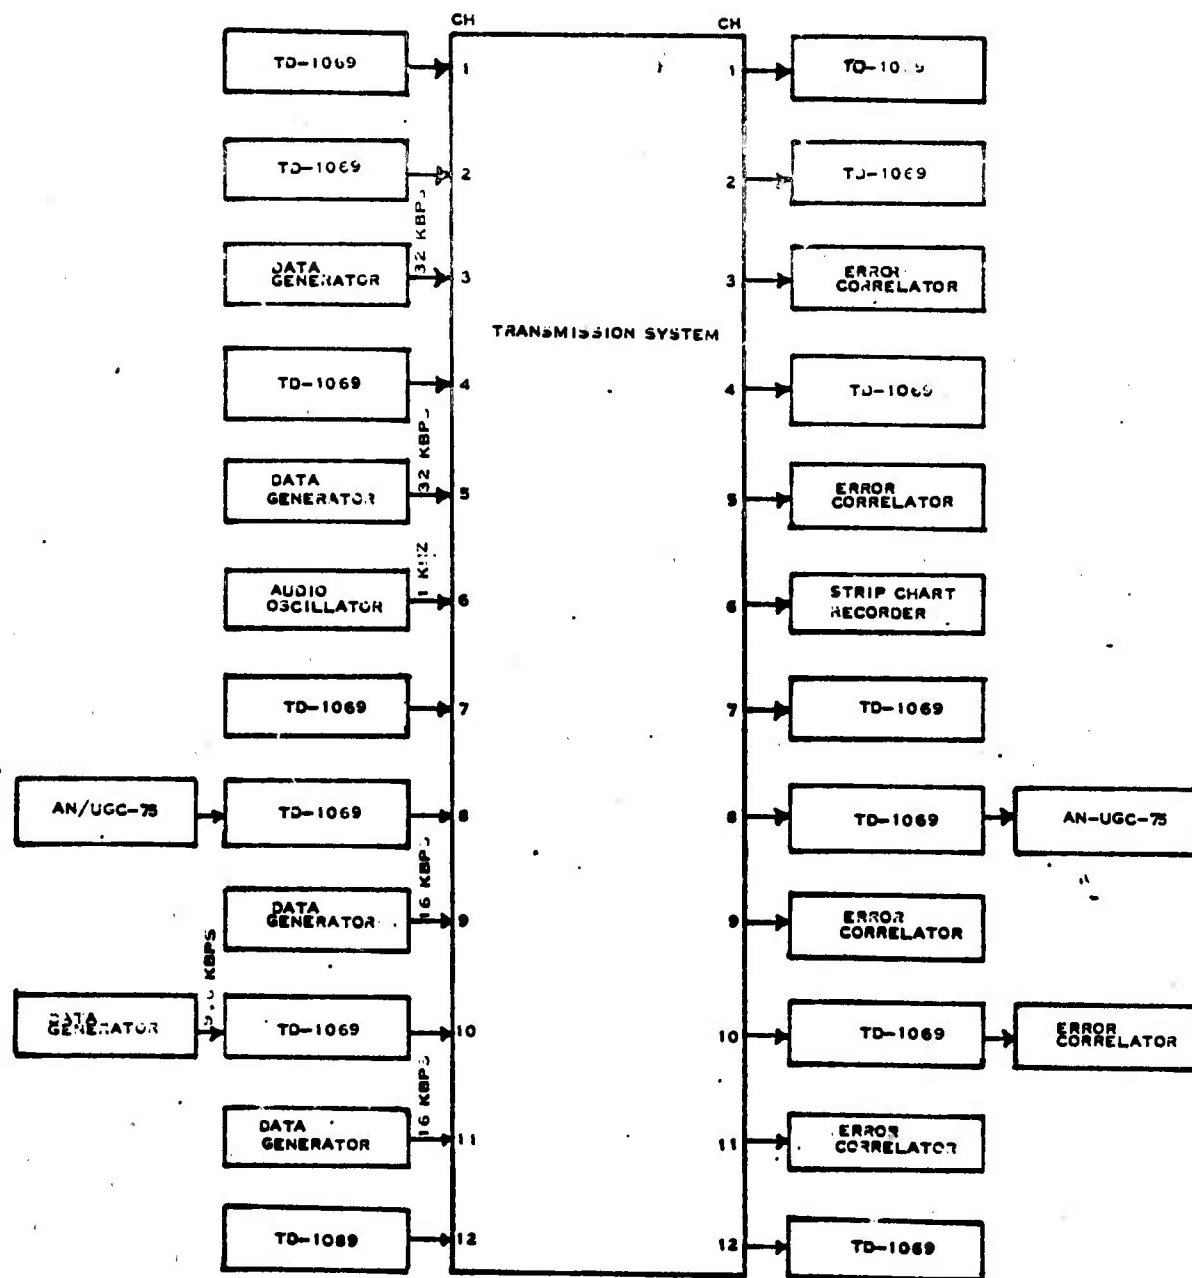 CH
CH
TD-1069
1
1
TD-10
TD-1069
2
2
TD-1069
32 KBPS
DATA
GENERATOR
3
3
ERROR
CORRELATOR
TRANSMISSION SYSTEM
TD-1069
4
4
TD-1069
32 KBPS
DATA
GENERATOR
5
5
ERROR
CORRELATOR
1 KHZ
AUDIO
OSCILLATOR
6
6
STRIP CHART
RECORDER
TD-1069
7
7
TD-1069
AN/UGC-75
TD-1069
8
8
TD-1069
AN-UGC-75
16 KBPS
DATA
GENERATOR
9
9
ERROR
CORRELATOR
KBPS
DATA
GENERATOR
TD-1069
10
10
TD-1069
ERROR
CORRELATOR
16 KBPS
DATA
GENERATOR
11
11
ERROR
CORRELATOR
TD-1069
12
12
TD-1069